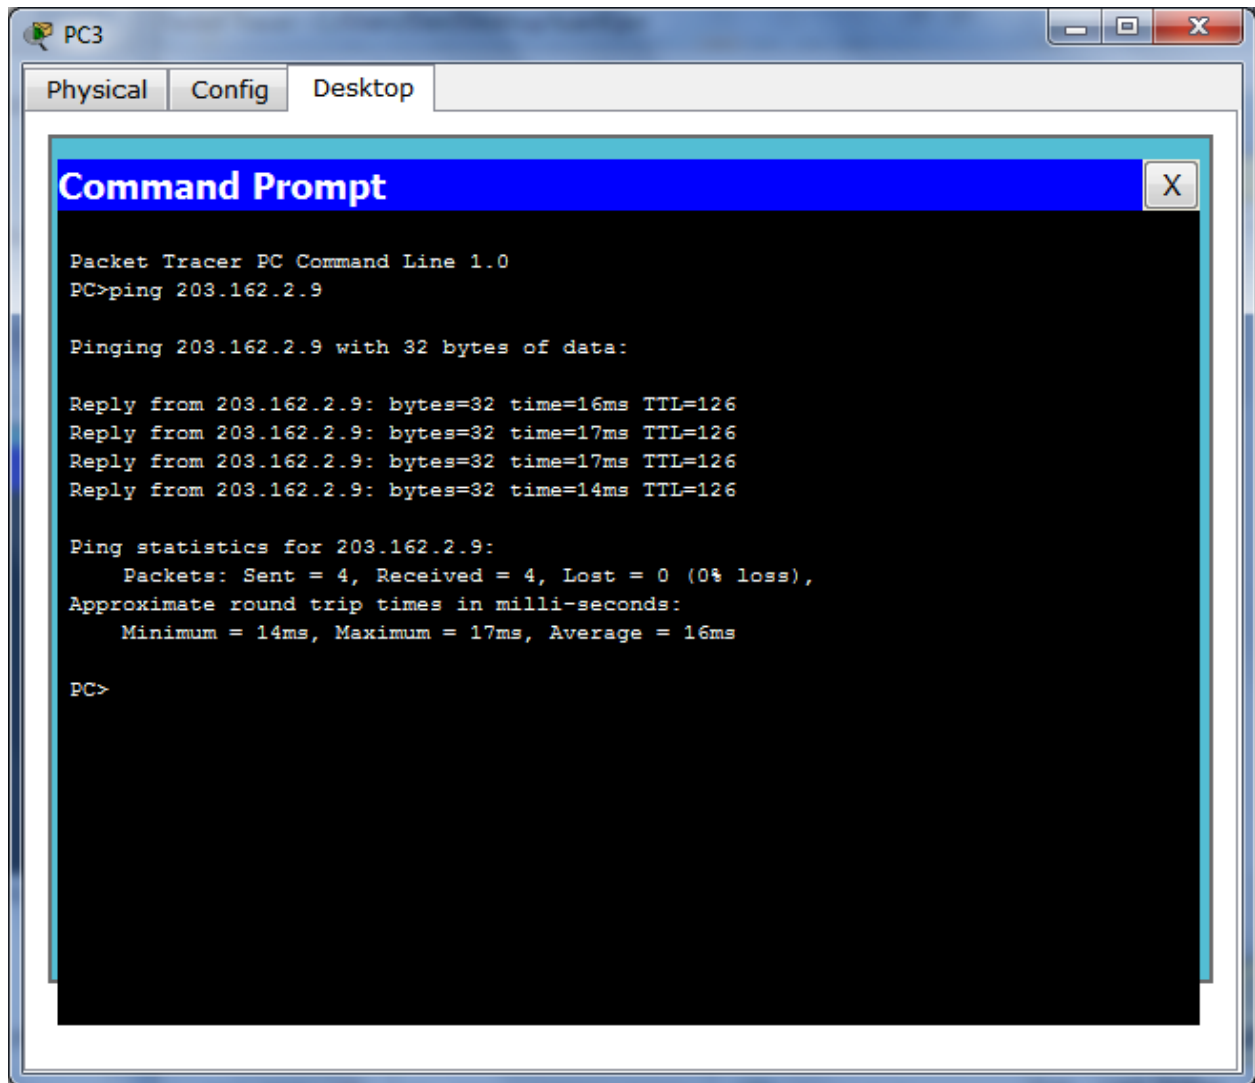 PC3
Physical Config Desktop
Command Prompt X
Packet Tracer PC Command Line 1.0
PC>ping 203.162.2.9
Pinging 203.162.2.9 with 32 bytes of data:
Reply from 203.162.2.9: bytes=32 time=16ms TTL=126
Reply from 203.162.2.9: bytes=32 time=17ms TTL=126
Reply from 203.162.2.9: bytes=32 time=17ms TTL=126
Reply from 203.162.2.9: bytes=32 time=14ms TTL=126
Ping statistics for 203.162.2.9:
Packets: Sent = 4, Received = 4, Lost = 0 (0% loss),
Approximate round trip times in milli-seconds:
Minimum = 14ms, Maximum = 17ms, Average = 16ms
PC>